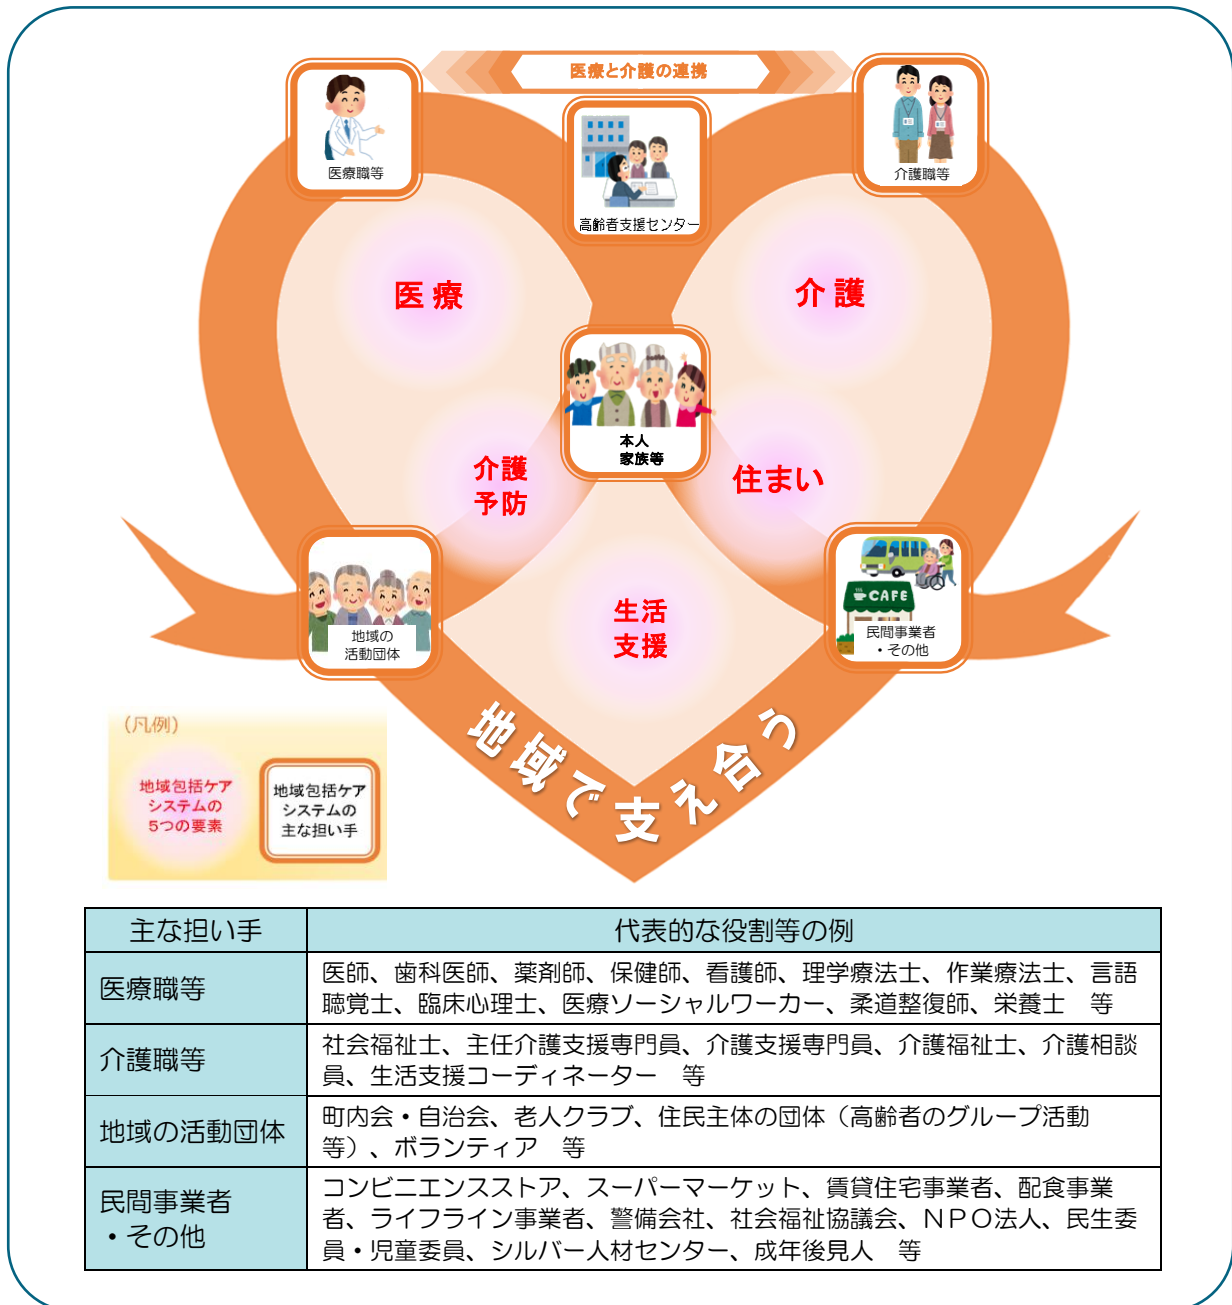 医療と介護の連携
医療職等
高齢者支援センター
介護職等
医療
介護
本人
家族等
介護
予防
住まい
地域の
活動団体
生活
支援
CAFE
民間事業者
・その他
地域で支え合う
（凡例）
地域包括ケア
システムの
5つの要素
地域包括ケア
システムの
主な担い手
主な担い手
代表的な役割等の例
医療職等
医師、歯科医師、薬剤師、保健師、看護師、理学療法士、作業療法士、言語
聴覚士、臨床心理士、医療ソーシャルワーカー、柔道整復師、栄養士　等
介護職等
社会福祉士、主任介護支援専門員、介護支援専門員、介護福祉士、介護相談
員、生活支援コーディネーター　等
地域の活動団体
町内会・自治会、老人クラブ、住民主体の団体（高齢者のグループ活動
等）、ボランティア　等
民間事業者
・その他
コンビニエンスストア、スーパーマーケット、賃貸住宅事業者、配食事業
者、ライフライン事業者、警備会社、社会福祉協議会、ＮＰＯ法人、民生委
員・児童委員、シルバー人材センター、成年後見人　等